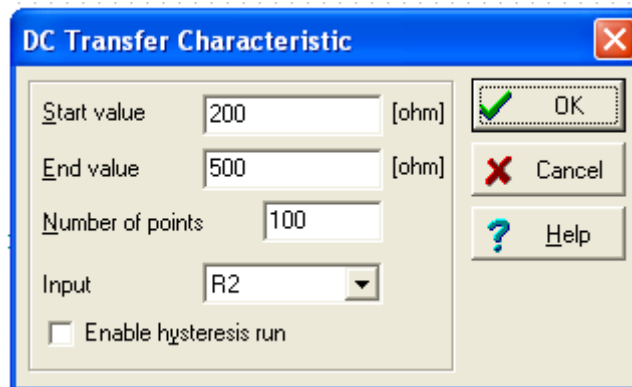 DC Transfer Characteristic
Start value 200 [ohm]
End value 500 [ohm]
Number of points 100
Input R2
Enable hysteresis run
OK
Cancel
Help